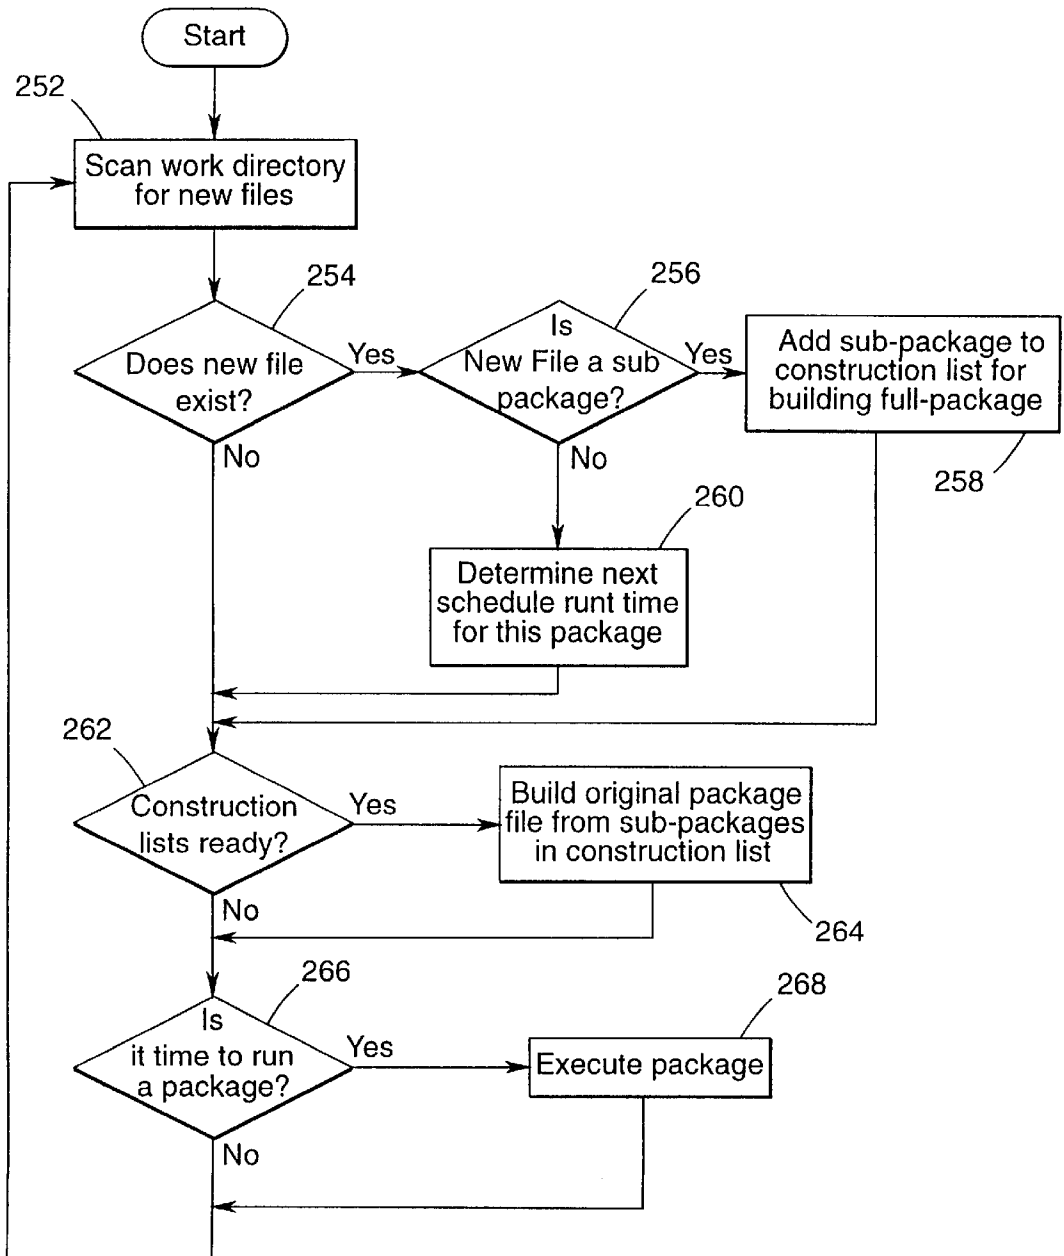 Start
252
Scan work directory
for new files
254
Does new file
exist?
Yes
No
256
Is
New File a sub
package?
Yes
No
Add sub-package to
construction list for
building full-package
258
260
Determine next
schedule runt time
for this package
262
Construction
lists ready?
Yes
No
Build original package
file from sub-packages
in construction list
264
266
Is
it time to run
a package?
Yes
No
268
Execute package